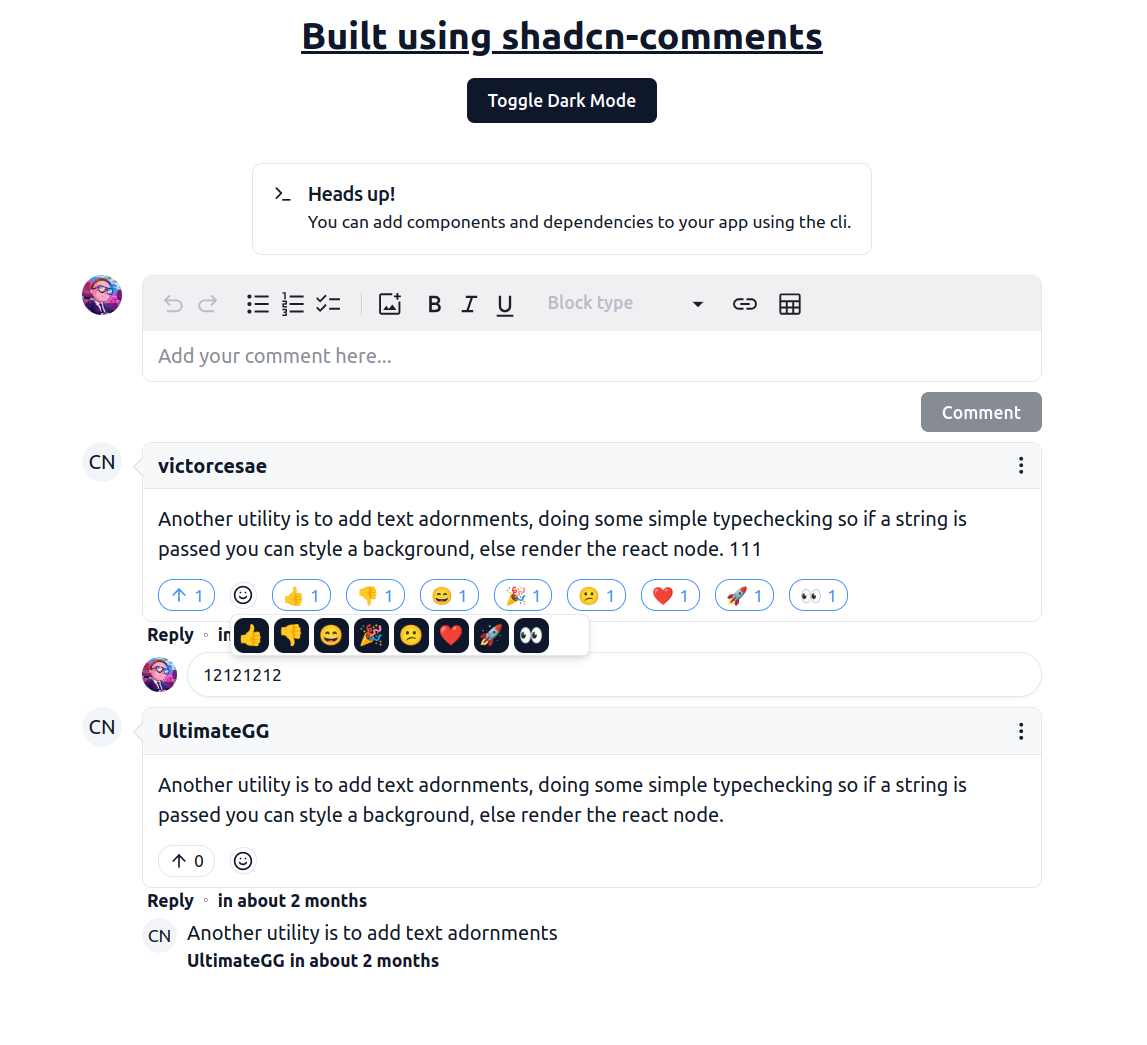 Built using shadcn-comments
Toggle Dark Mode
Heads up!
You can add components and dependencies to your app using the cli.
B I U Block type
Add your comment here...
Comment
CN victorcesae
Another utility is to add text adornments, doing some simple typechecking so if a string is
passed you can style a background, else render the react node. 111
1 1 1 1 1 1 1 1 1
Reply in
12121212
CN UltimateGG
Another utility is to add text adornments, doing some simple typechecking so if a string is
passed you can style a background, else render the react node.
0
Reply ◦ in about 2 months
CN Another utility is to add text adornments
UltimateGG in about 2 months